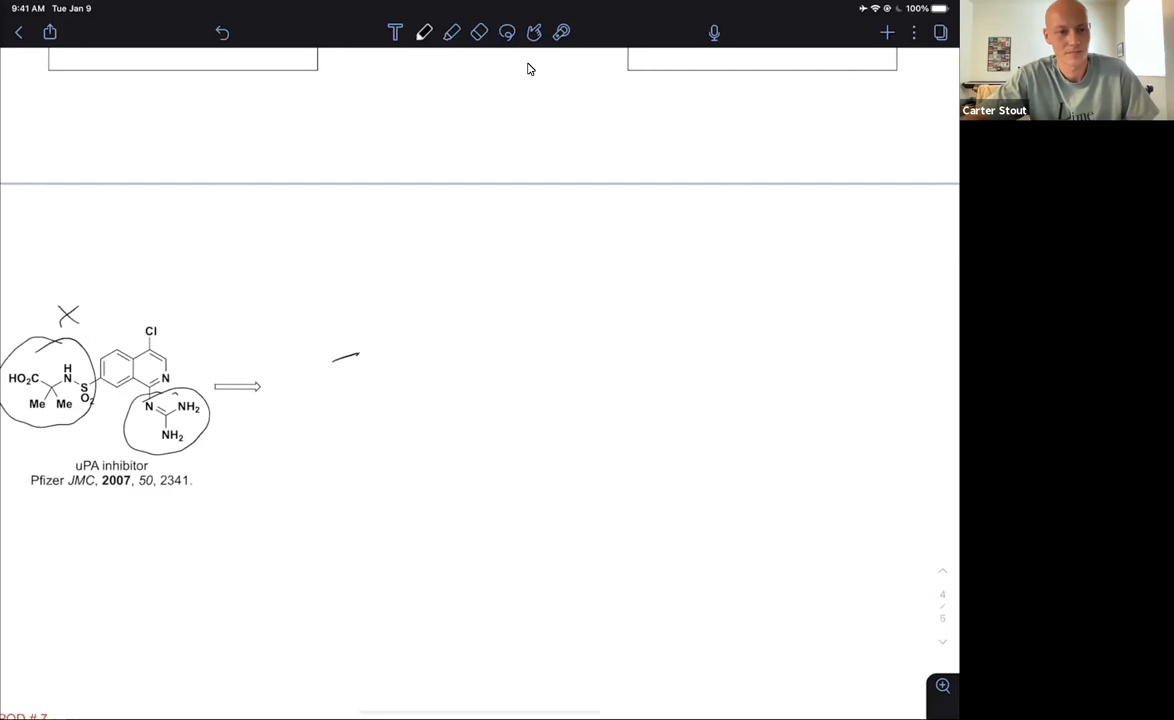 9:41 AM Tue Jan 9
100%
T
Carter Stout
Lime
X
Cl
H
HO₂C
N
S
O₂
N
Me
Me
N
NH₂
NH₂
uPA inhibitor
Pfizer JMC, 2007, 50, 2341.
4
/
5